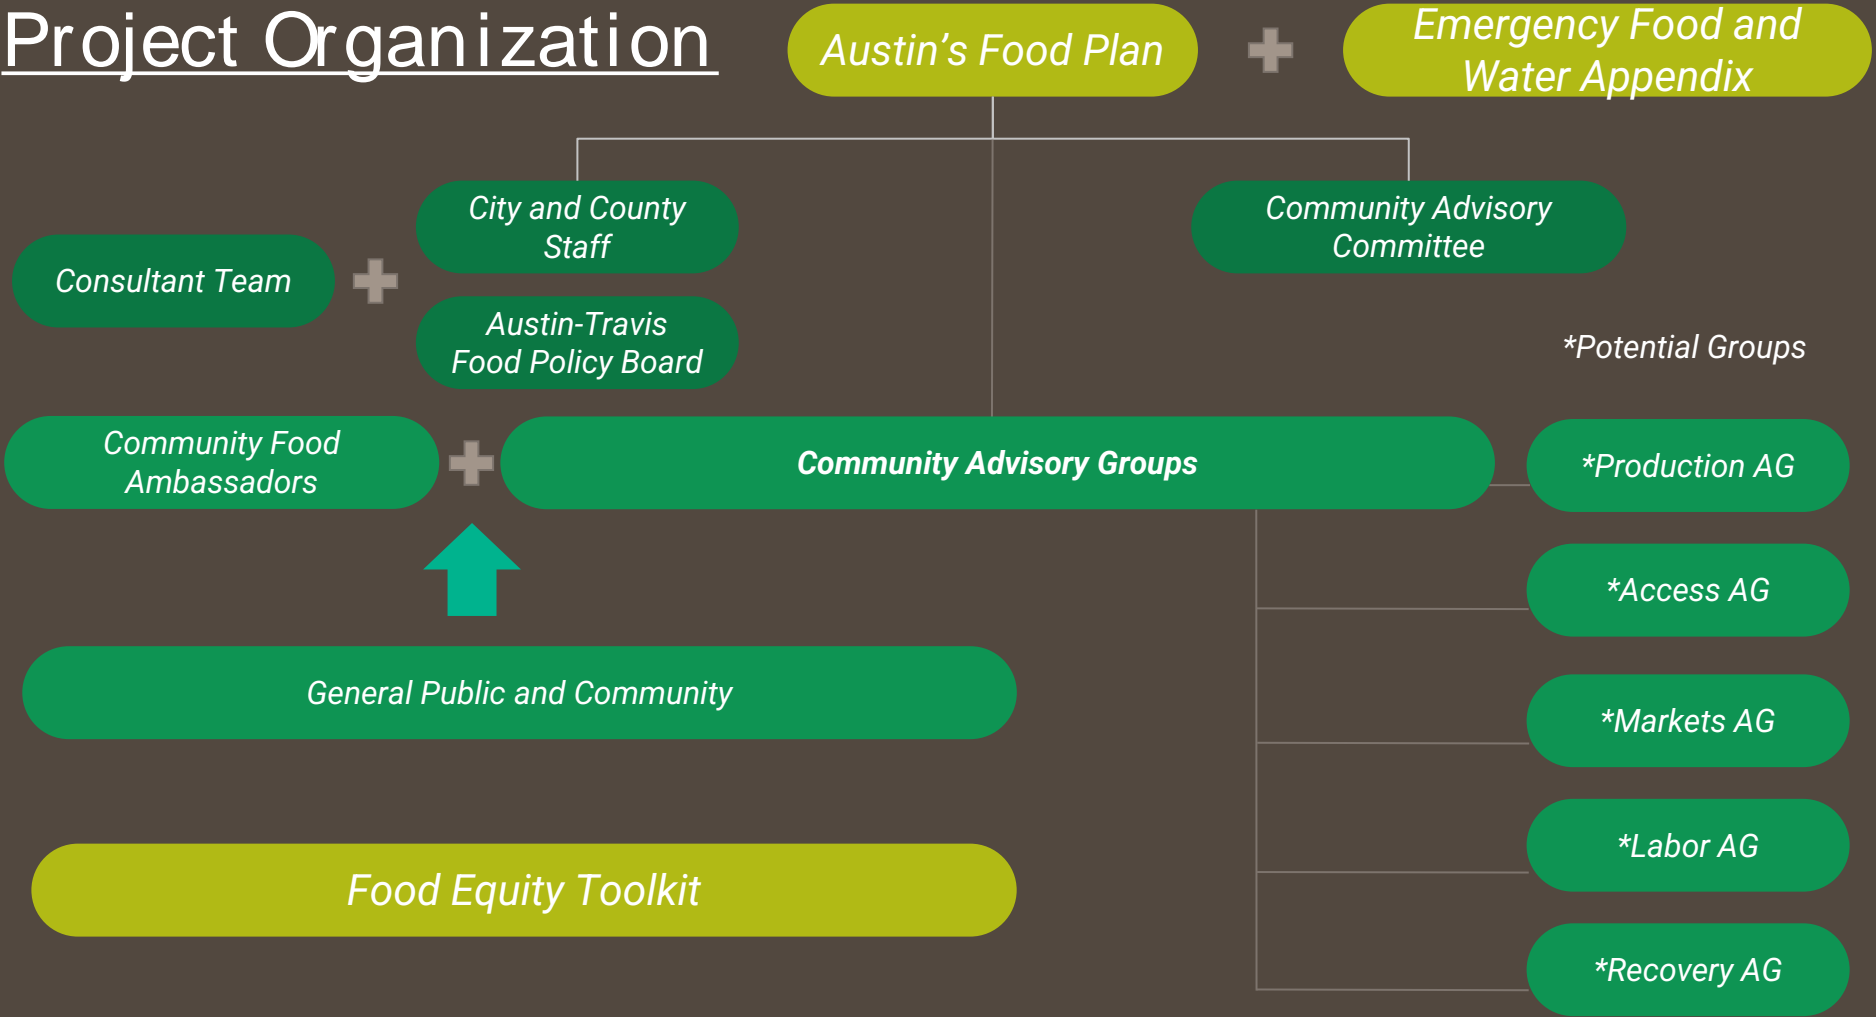 Project Organization
Austin's Food Plan
Emergency Food and
Water Appendix
City and County
Staff
Community Advisory
Committee
Consultant Team
Austin-Travis
Food Policy Board
*Potential Groups
Community Food
Ambassadors
Community Advisory Groups
*Production AG
*Access AG
General Public and Community
*Markets AG
*Labor AG
Food Equity Toolkit
*Recovery AG